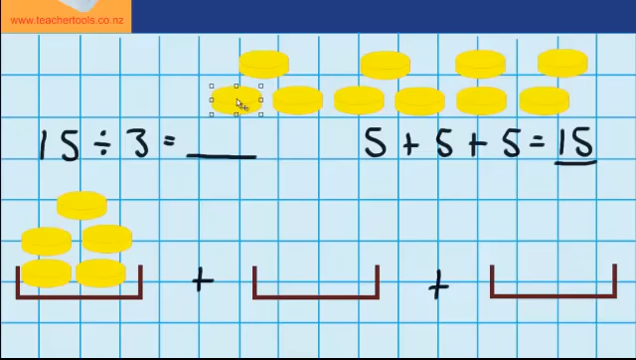 www.teachertools.co.nz
15 ÷ 3 = ___ 5 + 5 + 5 = 15
+ +